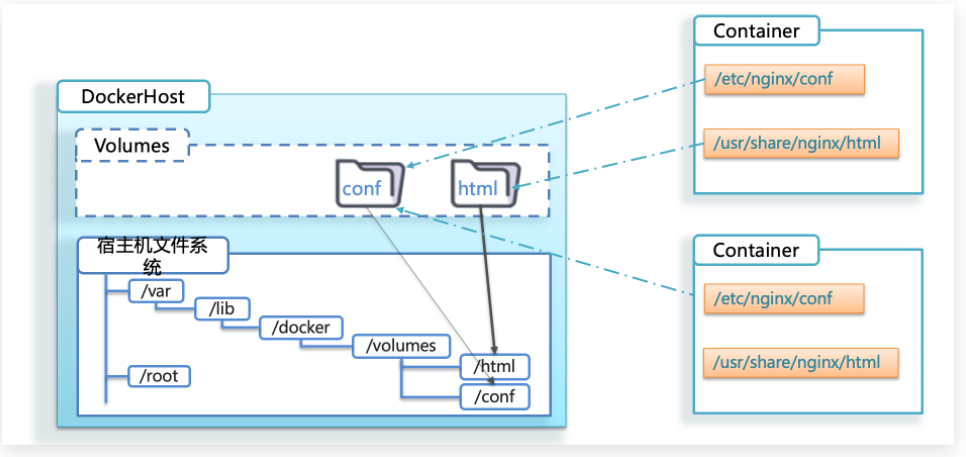 Container
/etc/nginx/conf
/usr/share/nginx/html
DockerHost
Volumes
conf
html
宿主机文件系
统
/var
/lib
/docker
/volumes
/html
/root
/conf
Container
/etc/nginx/conf
/usr/share/nginx/html